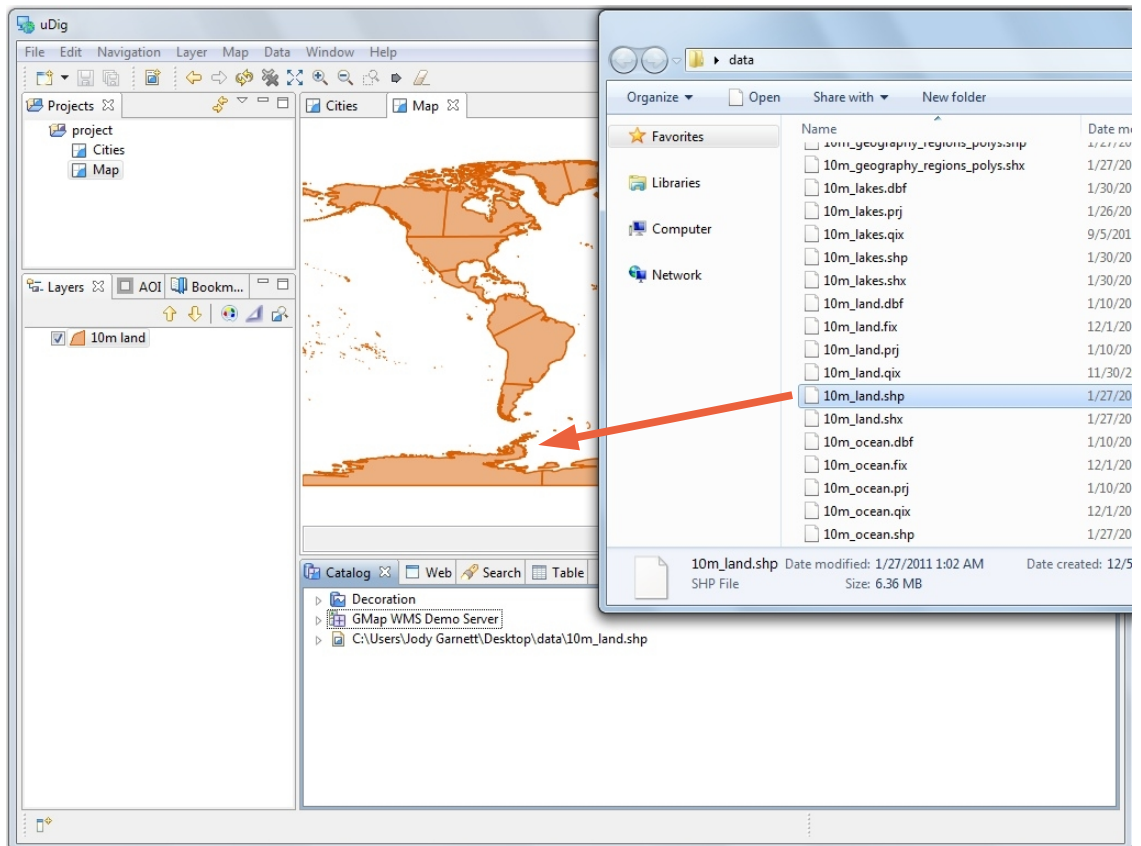 uDig
File Edit Navigation Layer Map Data Window Help
Projects
project
Cities
Map
Layers AOI Bookm...
10m land
Cities Map
Catalog Web Search Table
Decoration
GMap WMS Demo Server
C:\Users\Jody Garnett\Desktop\data\10m_land.shp
data
Organize Open Share with New folder
Favorites
Libraries
Computer
Network
Name Date mo
10m_geography_regions_polys.shp 1/27/20
10m_geography_regions_polys.shx 1/27/20
10m_lakes.dbf 1/30/20
10m_lakes.prj 1/26/20
10m_lakes.qix 9/5/201
10m_lakes.shp 1/30/20
10m_lakes.shx 1/30/20
10m_land.dbf 1/10/20
10m_land.fix 12/1/20
10m_land.prj 1/10/20
10m_land.qix 11/30/2
10m_land.shp 1/27/20
10m_land.shx 1/27/20
10m_ocean.dbf 1/10/20
10m_ocean.fix 12/1/20
10m_ocean.prj 1/10/20
10m_ocean.qix 12/1/20
10m_ocean.shp 1/27/20
10m_land.shp Date modified: 1/27/2011 1:02 AM Date created: 12/5
SHP File Size: 6.36 MB